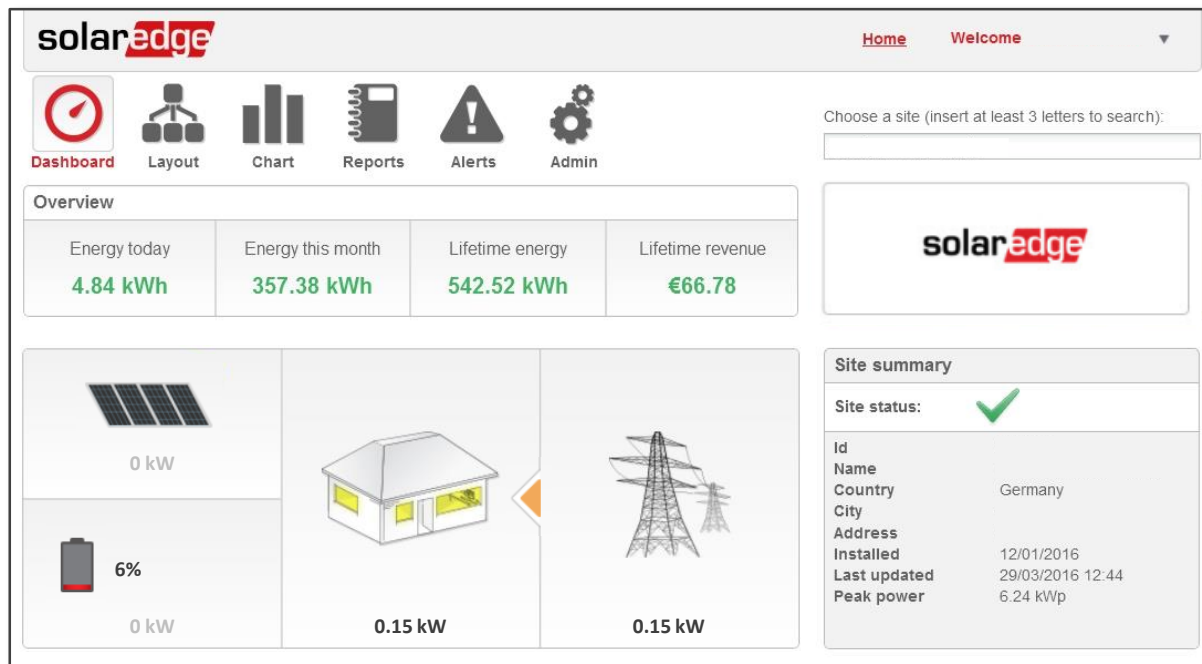 solaredge
Home Welcome
Dashboard Layout Chart Reports Alerts Admin
Choose a site (insert at least 3 letters to search):
Overview
Energy today Energy this month Lifetime energy Lifetime revenue
4.84 kWh 357.38 kWh 542.52 kWh €66.78
solaredge
0 kW
6%
0 kW
0.15 kW
0.15 kW
Site summary
Site status:
Id
Name
Country Germany
City
Address
Installed 12/01/2016
Last updated 29/03/2016 12:44
Peak power 6.24 kWp